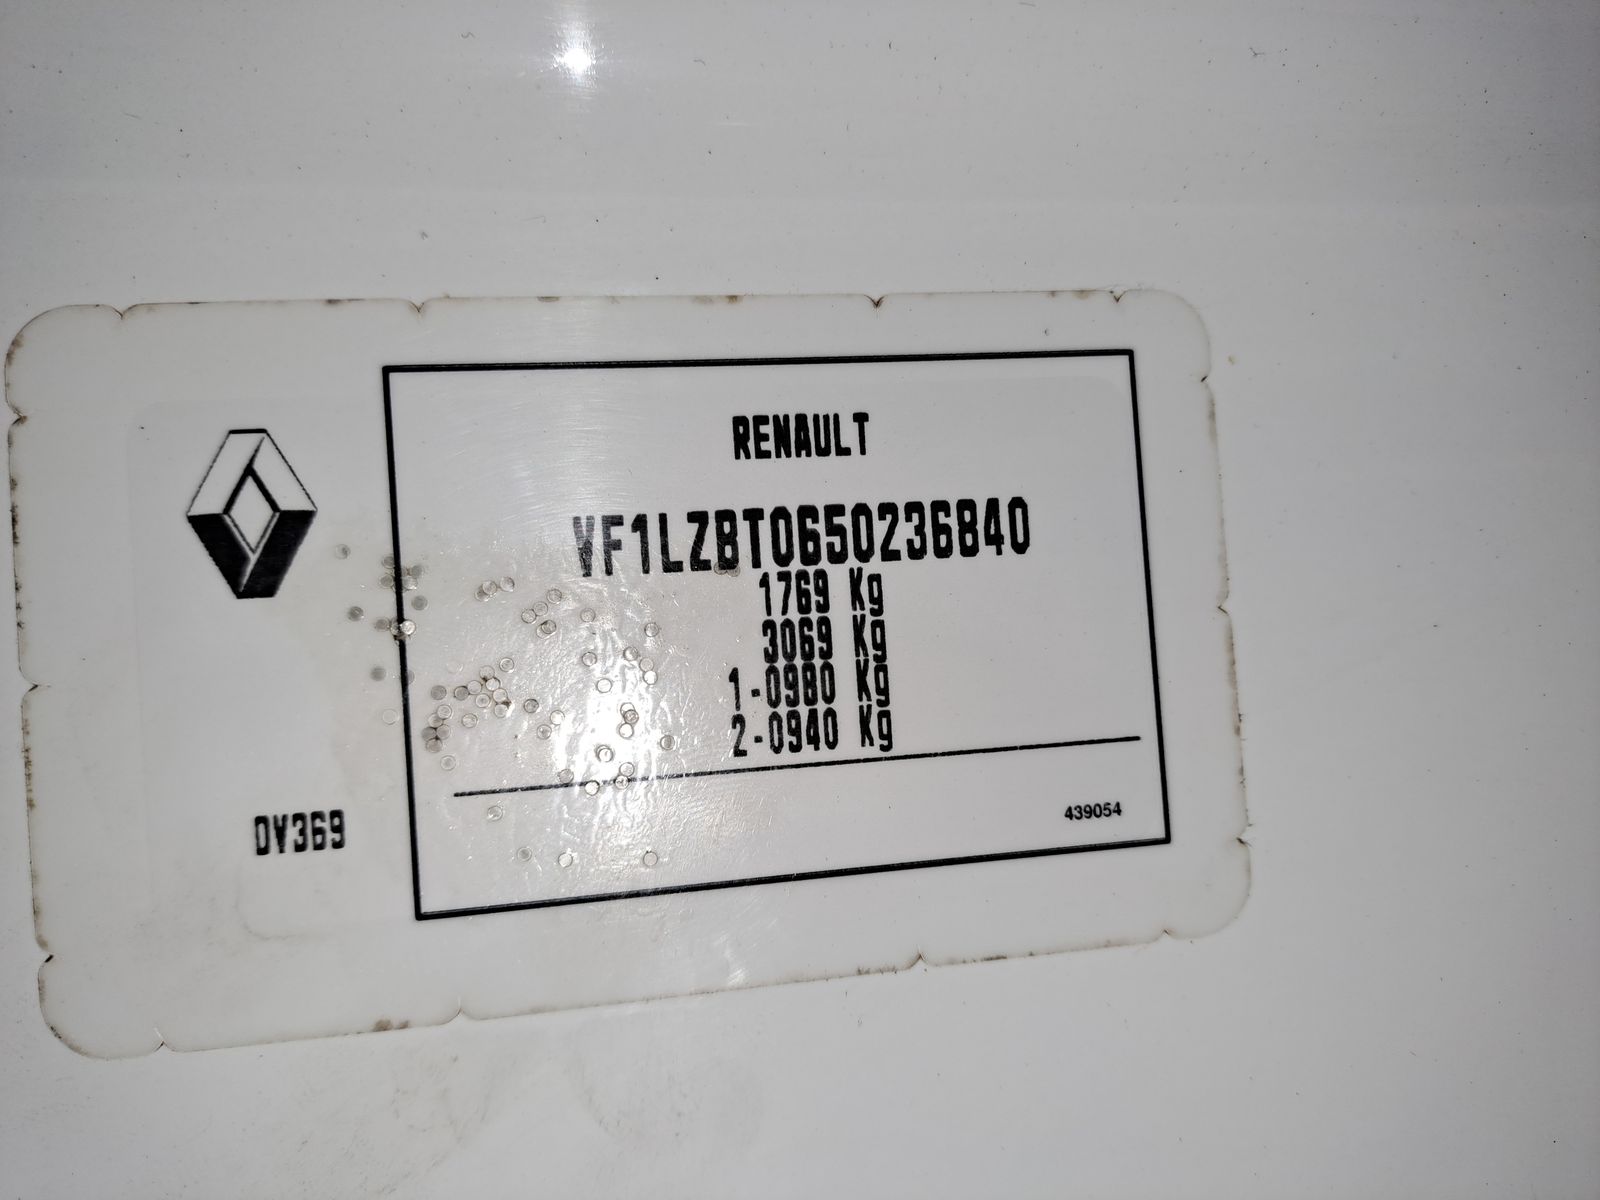 RENAULT
VF1LZBT0650236840
1769 Kg
3069 Kg
1-0980 Kg
2-0940 Kg
DV369
439054